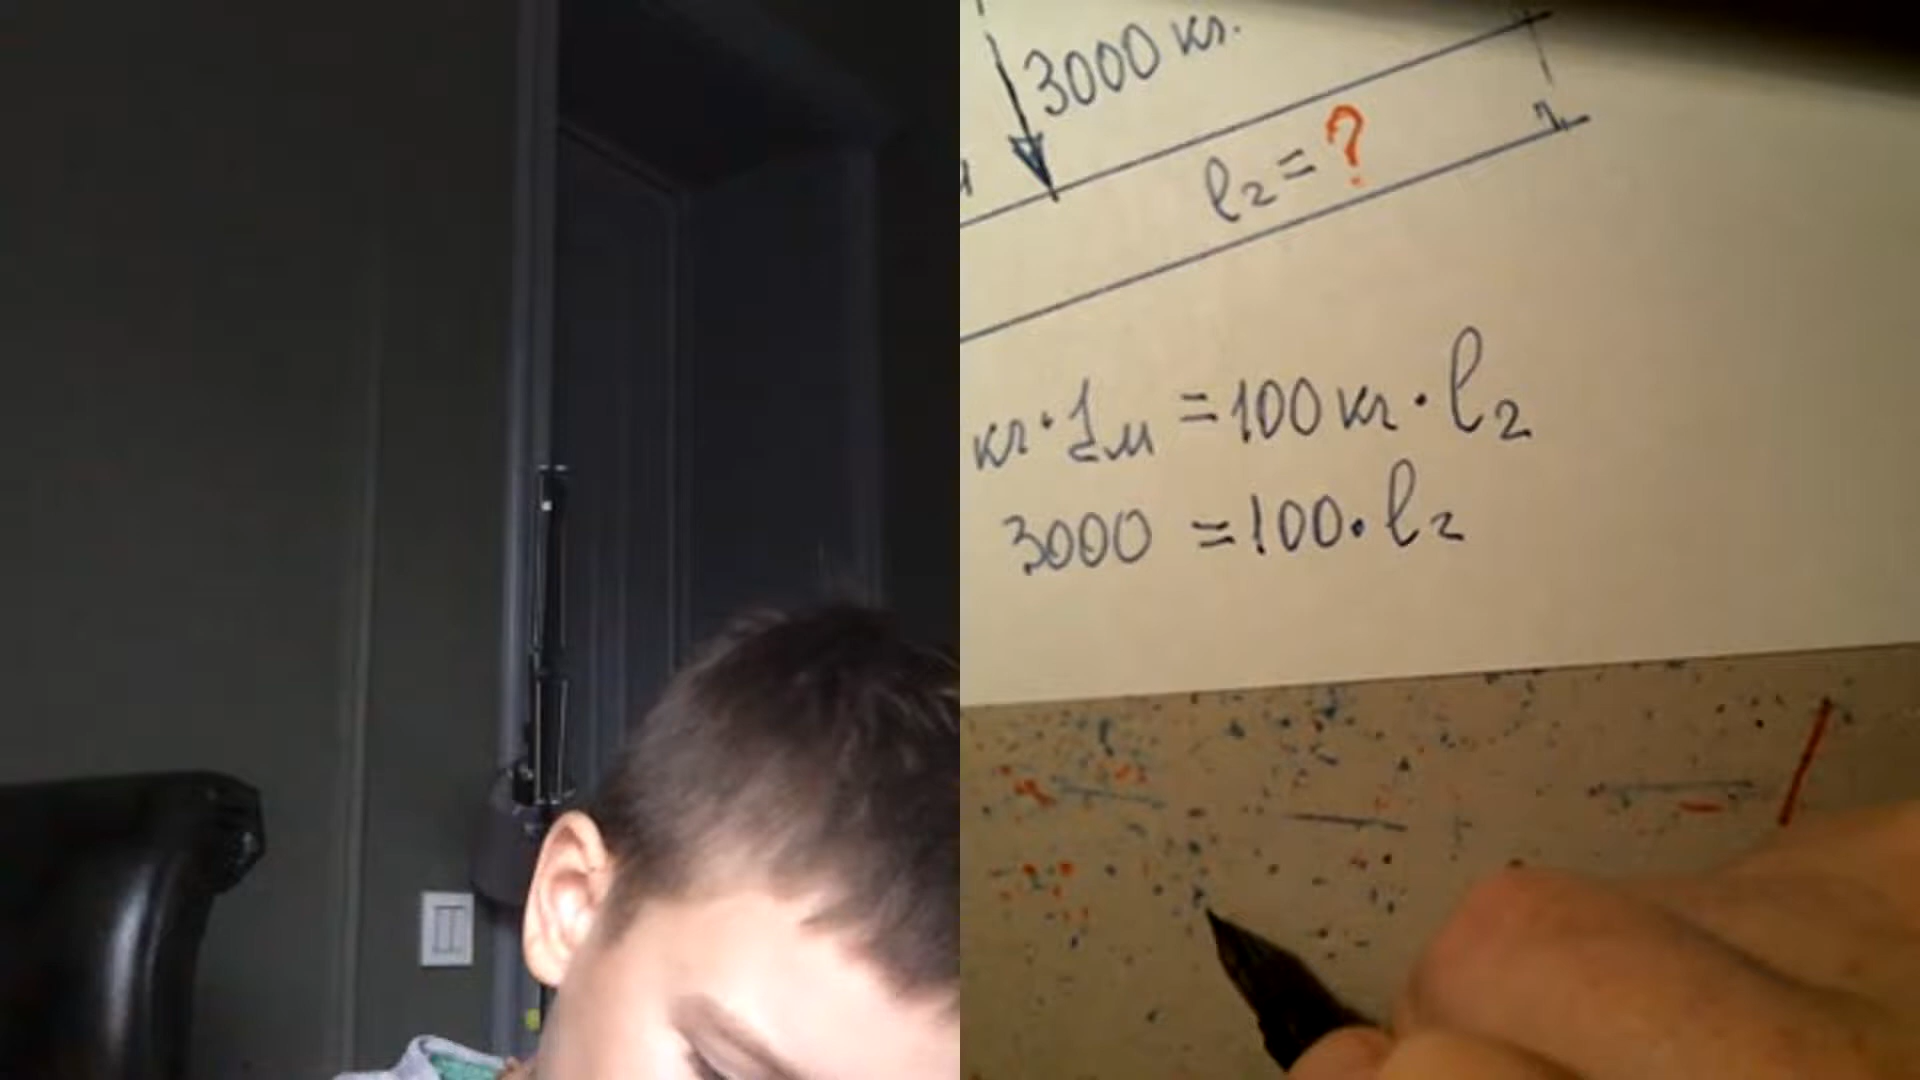 3000 кг.
l₂ = ?
кг · 1м = 100 кг · l₂
3000 = 100 · l₂